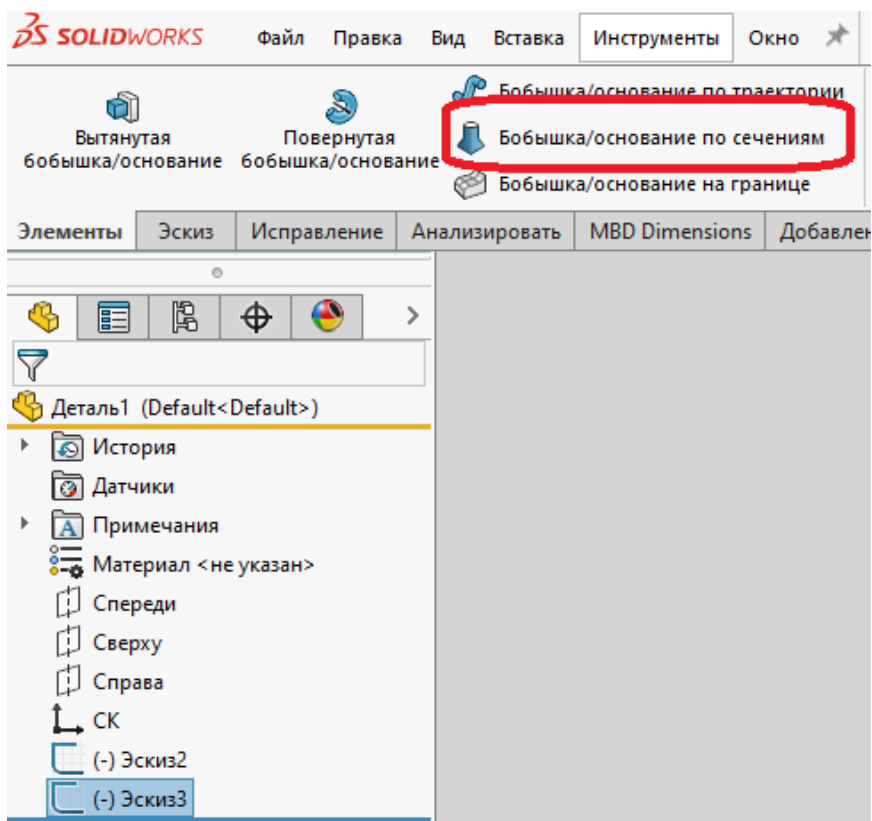 SOLIDWORKS Файл Правка Вид Вставка Инструменты Окно
Бобышка/основание по траектории
Вытянутая бобышка/основание
Повернутая бобышка/основание
Бобышка/основание по сечениям
Бобышка/основание на границе
Элементы Эскиз Исправление Анализировать MBD Dimensions Добавлен
Деталь1 (Default<Default>)
История
Датчики
A Примечания
Материал <не указан>
Спереди
Сверху
Справа
СК
(-) Эскиз2
(-) Эскиз3